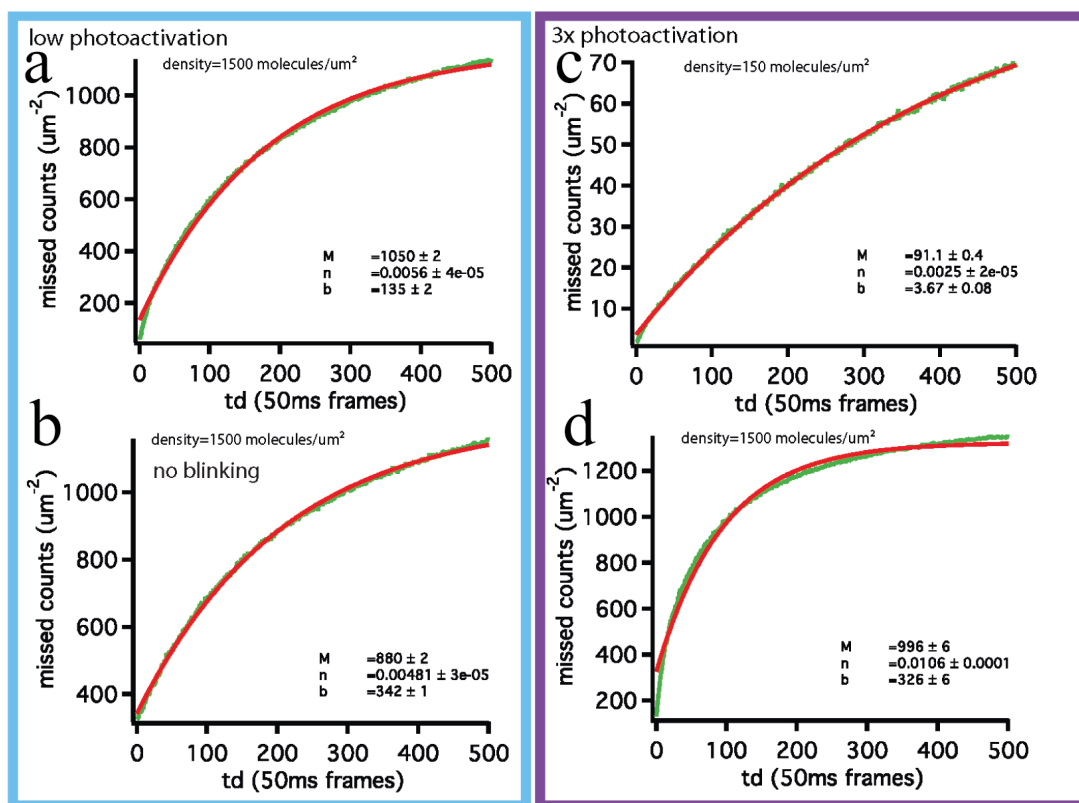 low photoactivation
a
density=1500 molecules/um²
missed counts (um⁻²)
1000
800
600
400
200
M =1050 ± 2
n =0.0056 ± 4e-05
b =135 ± 2
0 100 200 300 400 500
td (50ms frames)
b
density=1500 molecules/um²
no blinking
missed counts (um⁻²)
1000
800
600
400
M =880 ± 2
n =0.00481 ± 3e-05
b =342 ± 1
0 100 200 300 400 500
td (50ms frames)
3x photoactivation
c
density=150 molecules/um²
missed counts (um⁻²)
70
60
50
40
30
20
10
M =91.1 ± 0.4
n =0.0025 ± 2e-05
b =3.67 ± 0.08
0 100 200 300 400 500
td (50ms frames)
d
density=1500 molecules/um²
missed counts (um⁻²)
1200
1000
800
600
400
200
M =996 ± 6
n =0.0106 ± 0.0001
b =326 ± 6
0 100 200 300 400 500
td (50ms frames)